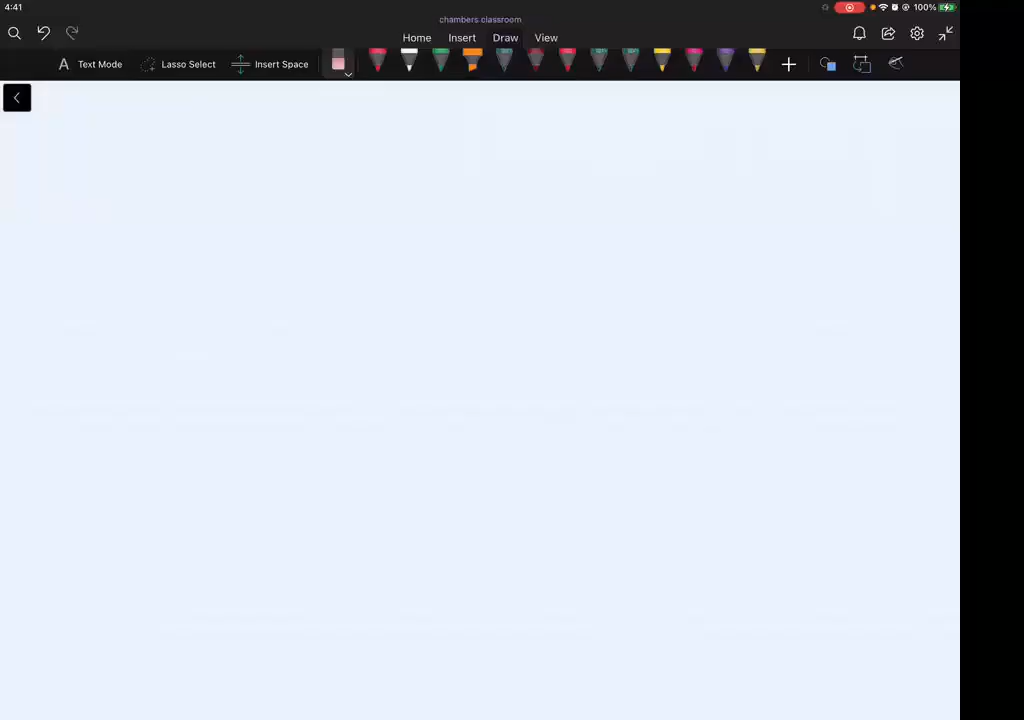 4:41
100%
chambers classroom
Home Insert Draw View
Text Mode Lasso Select Insert Space